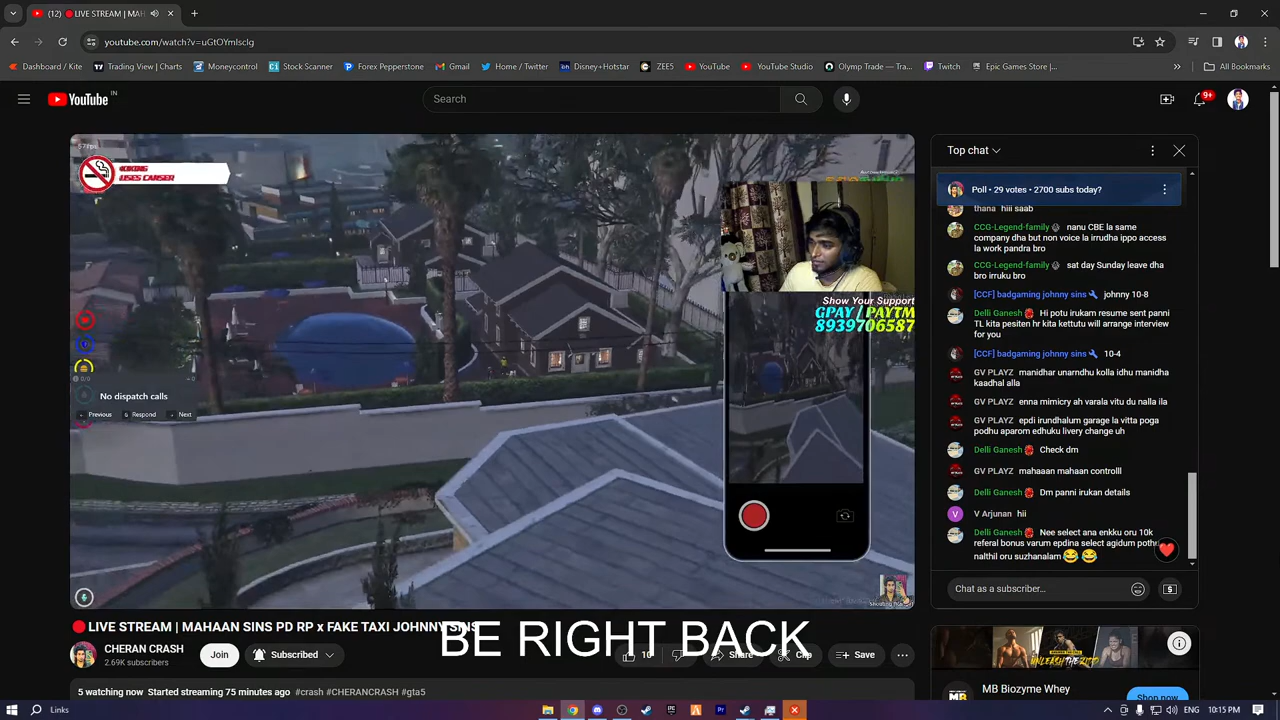 (12) 🔴 LIVE STREAM | MAH
youtube.com/watch?v=uGtOYmIsclg
Dashboard / Kite
Trading View | Charts
Moneycontrol
Stock Scanner
Forex Pepperstone
Gmail
Home / Twitter
Disney+Hotstar
ZEE5
YouTube
YouTube Studio
Olymp Trade — Tra...
Twitch
Epic Games Store |...
All Bookmarks
YouTube IN
Search
9+
Top chat
Poll • 29 votes • 2700 subs today?
thana hiii saab
CCG-Legend-family nanu CBE la same
company dha but non voice la irrudha ippo access
la work pandra bro
CCG-Legend-family sat day Sunday leave dha
bro irruku bro
[CCF] badgaming johnny sins johnny 10-8
Delli Ganesh Hi potu irukam resume sent panni
TL kita pesiten hr kita kettutu will arrange interview
for you
[CCF] badgaming johnny sins 10-4
GV PLAYZ manidhar unarndhu kolla idhu manidha
kaadhal alla
GV PLAYZ enna mimicry ah varala vitu du nalla ila
GV PLAYZ epdi irundhalum garage la vitta poga
podhu aparom edhuku livery change uh
Delli Ganesh Check dm
GV PLAYZ mahaaan mahaan controlll
Delli Ganesh Dm panni irukan details
V Arjunan hii
Delli Ganesh Nee select ana enkku oru 10k
referal bonus varum epdina select agidum pothu
nalthil oru suzhanalam 😂 😂
Chat as a subscriber...
Show Your Support
GPAY / PAYTM
8939706587
No dispatch calls
Previous
Respond
Next
🔴LIVE STREAM | MAHAAN SINS PD RP x FAKE TAXI JOHNNY SINS
BE RIGHT BACK
CHERAN CRASH
2.69K subscribers
Join
Subscribed
10
Share
Clip
Save
5 watching now Started streaming 75 minutes ago #crash #CHERANCRASH #gta5
MB Biozyme Whey
Shop now
Links
ENG
10:15 PM